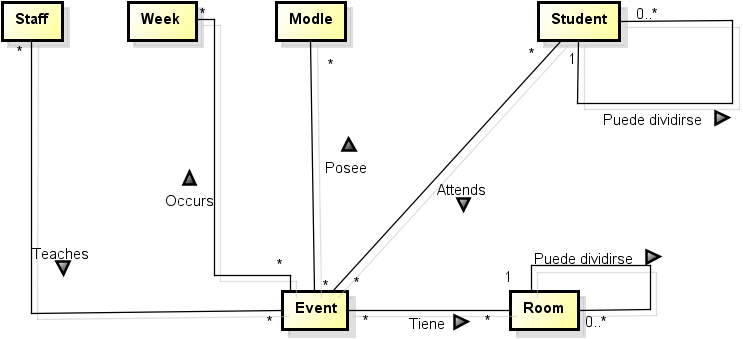 Staff
Week
Modle
Student
*
*
*
*
1
0..*
Puede dividirse
Posee
Occurs
Attends
Teaches
Puede dividirse
*
*
*
1
*
*
Tiene
*
0..*
Event
Room